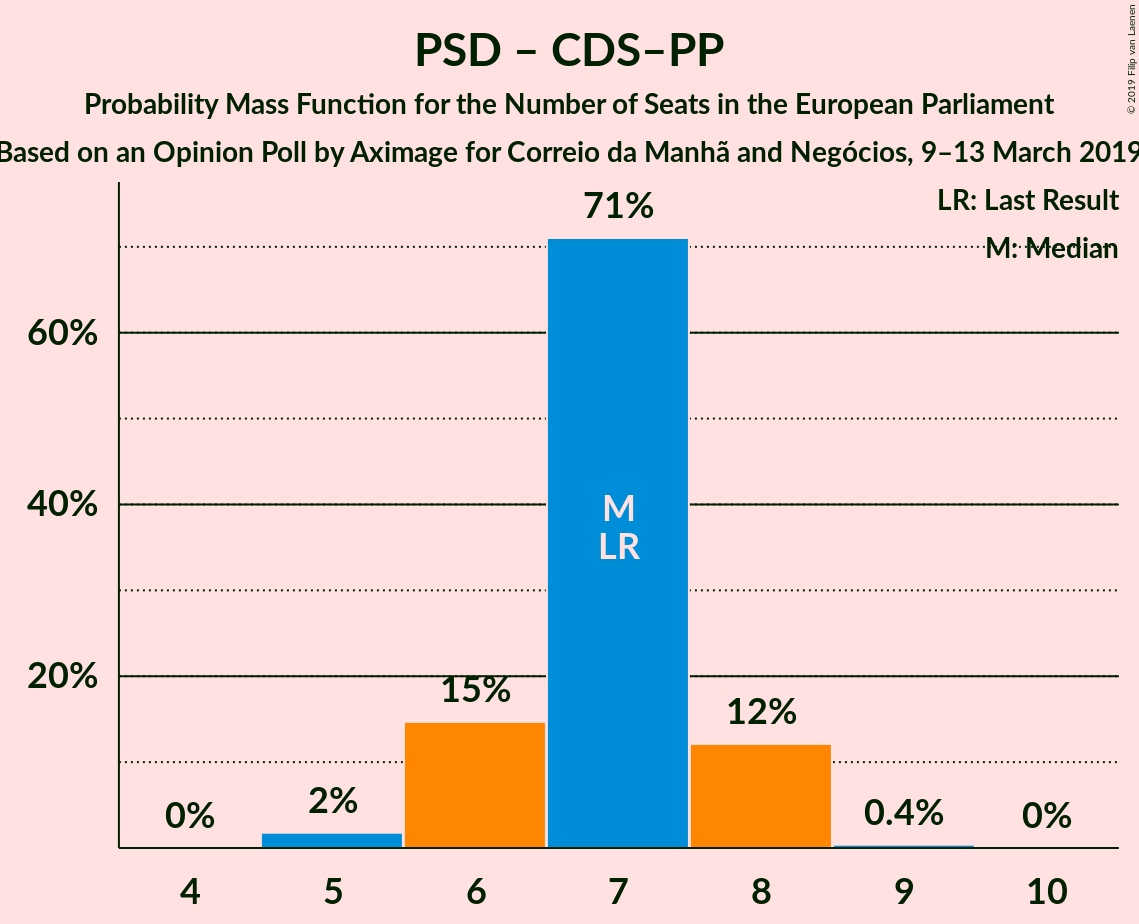 PSD – CDS–PP
Probability Mass Function for the Number of Seats in the European Parliament
Based on an Opinion Poll by Aximage for Correio da Manhã and Negócios, 9–13 March 2019
© 2019 Filip van Laenen
LR: Last Result
M: Median
60%
40%
20%
0%
2%
15%
71%
M
LR
12%
0.4%
0%
4 5 6 7 8 9 10